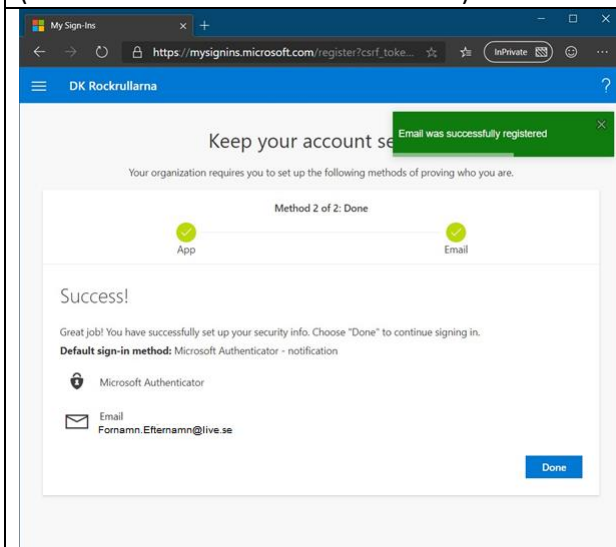 My Sign-Ins
https://mysignins.microsoft.com/register?csrf_toke...
InPrivate
DK Rockrullarna
?
Email was successfully registered
Keep your account se
Your organization requires you to set up the following methods of proving who you are.
Method 2 of 2: Done
App
Email
Success!
Great job! You have successfully set up your security info. Choose "Done" to continue signing in.
Default sign-in method: Microsoft Authenticator - notification
Microsoft Authenticator
Email
Fornamn.Efternamn@live.se
Done